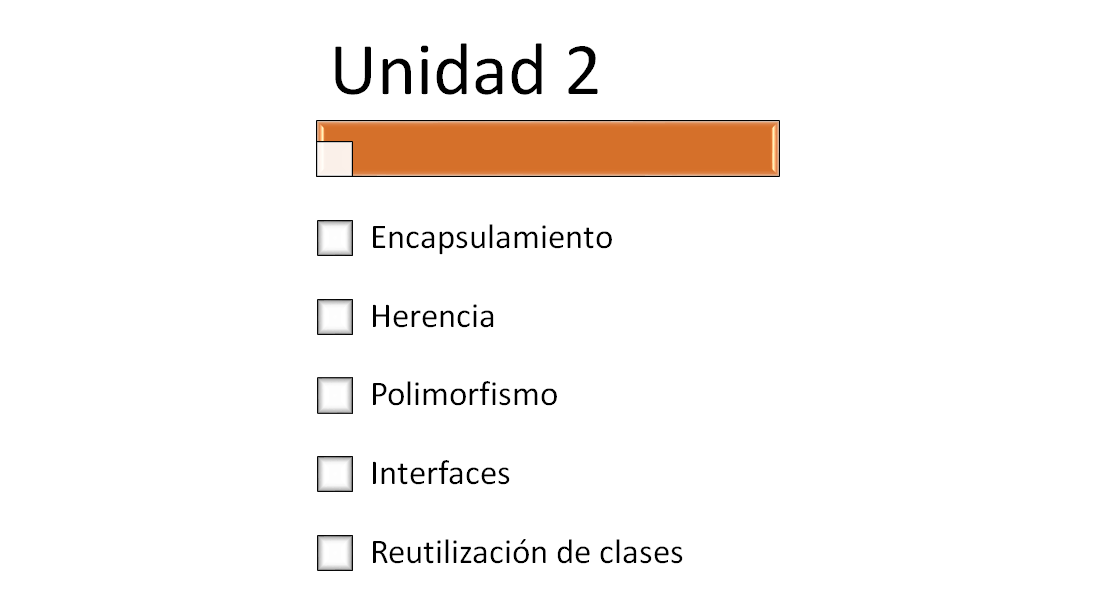 Unidad 2
Encapsulamiento
Herencia
Polimorfismo
Interfaces
Reutilización de clases